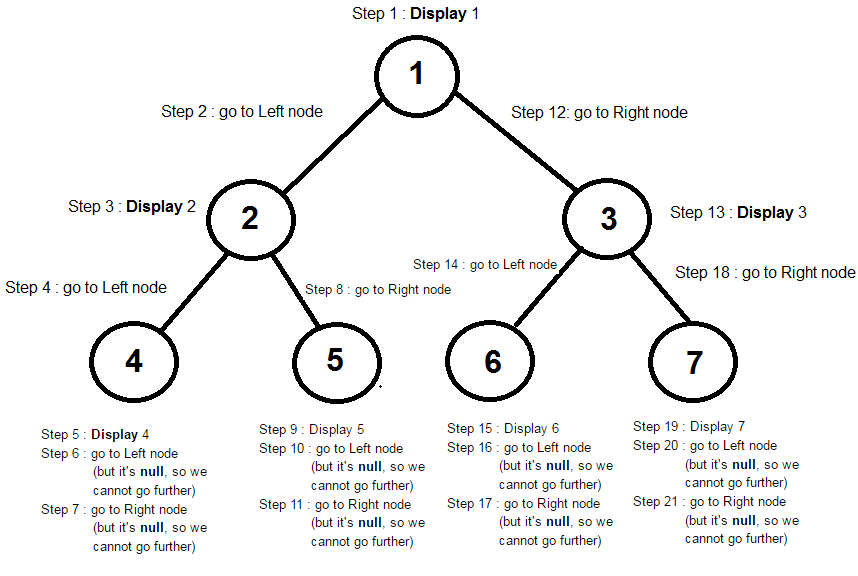 Step 1 : Display 1
1
Step 2 : go to Left node
Step 12: go to Right node
Step 3 : Display 2
2
3
Step 13 : Display 3
Step 4 : go to Left node
Step 8 : go to Right node
Step 14 : go to Left node
Step 18 : go to Right node
4
5
6
7
Step 5 : Display 4
Step 6 : go to Left node
(but it's null, so we
cannot go further)
Step 7 : go to Right node
(but it's null, so we
cannot go further)
Step 9 : Display 5
Step 10 : go to Left node
(but it's null, so we
cannot go further)
Step 11 : go to Right node
(but it's null, so we
cannot go further)
Step 15 : Display 6
Step 16 : go to Left node
(but it's null, so we
cannot go further)
Step 17 : go to Right node
(but it's null, so we
cannot go further)
Step 19 : Display 7
Step 20 : go to Left node
(but it's null, so we
cannot go further)
Step 21 : go to Right node
(but it's null, so we
cannot go further)